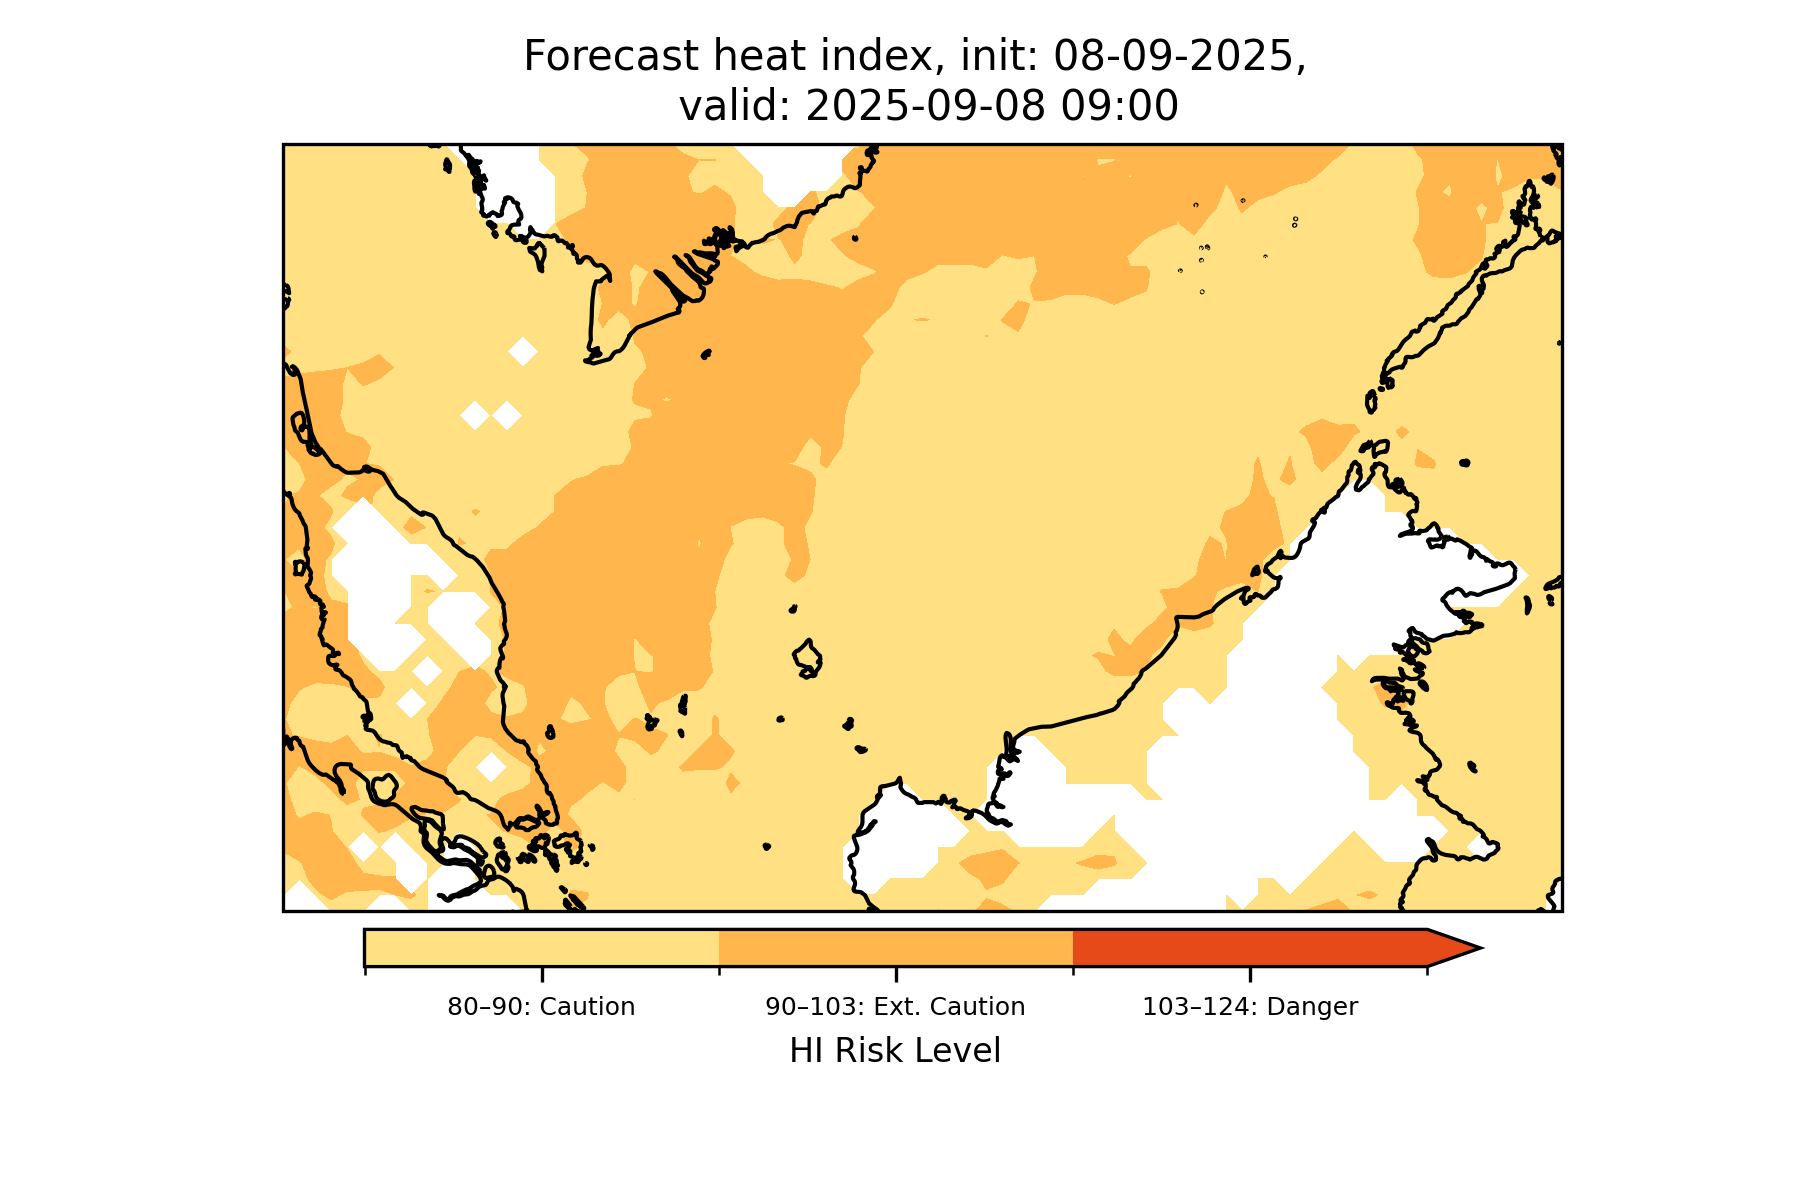 Forecast heat index, init: 08-09-2025,
valid: 2025-09-08 09:00
80–90: Caution
90–103: Ext. Caution
103–124: Danger
HI Risk Level